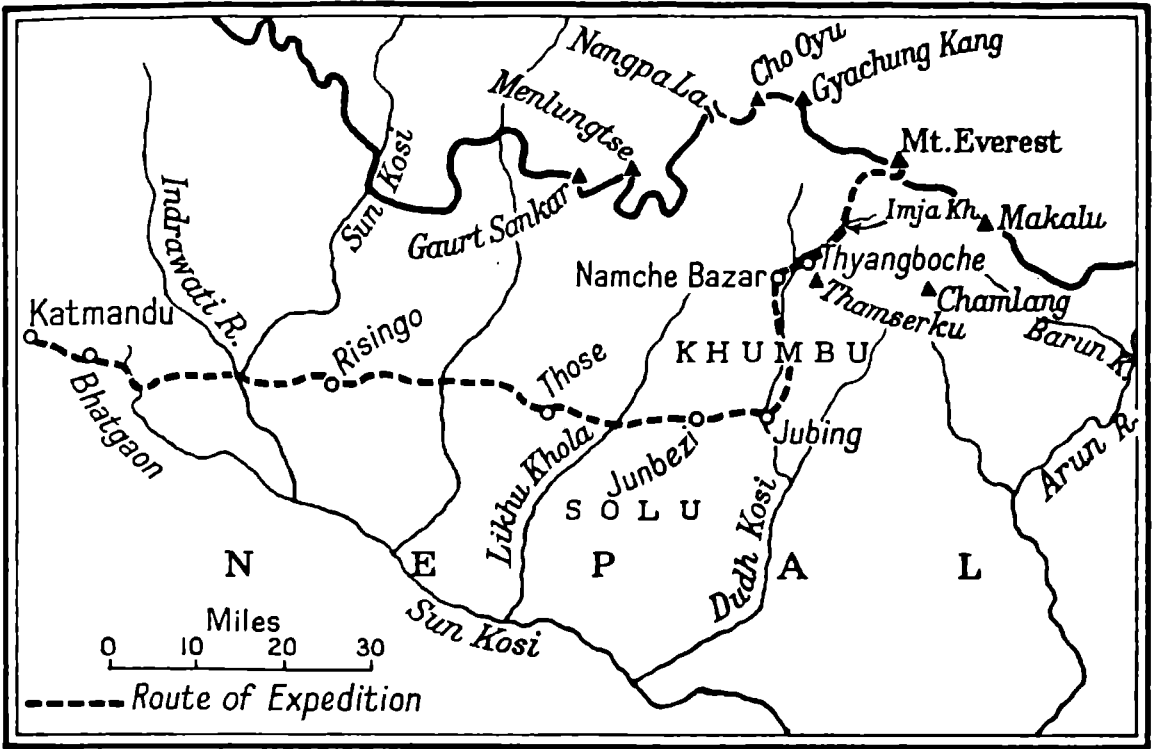 Nangpa La
Cho Oyu
Gyachung Kang
Menlungtse
Mt. Everest
Sun Kosi
Indrawati R.
Gaurt Sankar
Imja Kh.
Makalu
Namche Bazar
Thyangboche
Thamserku
Chamlang
Katmandu
Bhatgaon
Risingo
Those
KHUMBU
Barun K.
Jubing
Likhu Khola
Junbezi
Arun R.
SOLU
Dudh Kosi
NEPAL
Sun Kosi
Miles
0 10 20 30
Route of Expedition